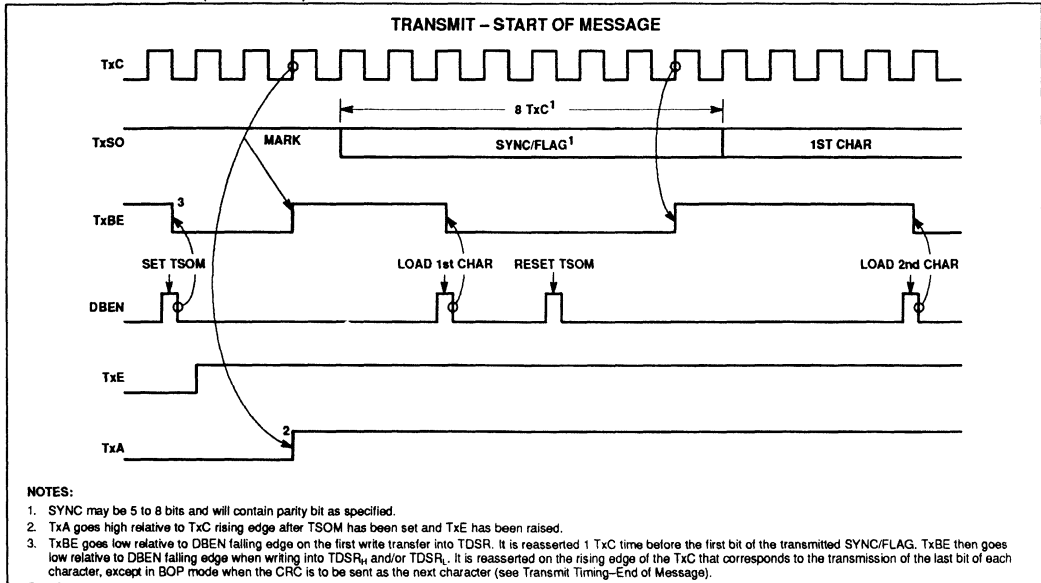 TRANSMIT – START OF MESSAGE
TxC
8 TxC1
TxSO
MARK
SYNC/FLAG1
1ST CHAR
3
TxBE
SET TSOM
LOAD 1st CHAR
RESET TSOM
LOAD 2nd CHAR
DBEN
TxE
2
TxA
NOTES:
1. SYNC may be 5 to 8 bits and will contain parity bit as specified.
2. TxA goes high relative to TxC rising edge after TSOM has been set and TxE has been raised.
3. TxBE goes low relative to DBEN falling edge on the first write transfer into TDSR. It is reasserted 1 TxC time before the first bit of the transmitted SYNC/FLAG. TxBE then goes
low relative to DBEN falling edge when writing into TDSRH and/or TDSRL. It is reasserted on the rising edge of the TxC that corresponds to the transmission of the last bit of each
character, except in BOP mode when the CRC is to be sent as the next character (see Transmit Timing–End of Message).